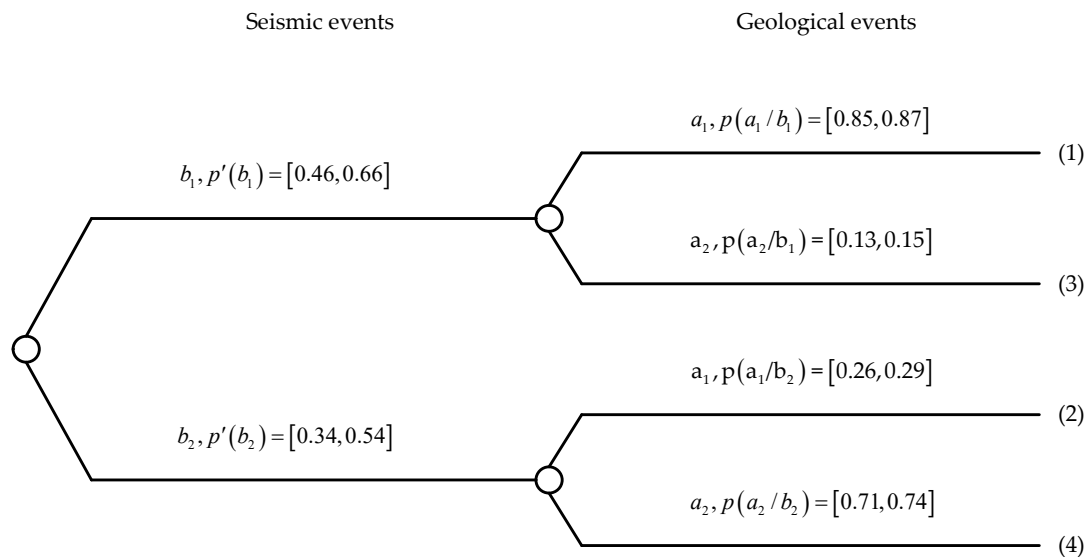 Seismic events Geological events
a₁, p(a₁/b₁)=[0.85,0.87]
(1)
b₁, p′(b₁)=[0.46,0.66]
a₂, p(a₂/b₁)=[0.13,0.15]
(3)
a₁, p(a₁/b₂)=[0.26,0.29]
(2)
b₂, p′(b₂)=[0.34,0.54]
a₂, p(a₂/b₂)=[0.71,0.74]
(4)